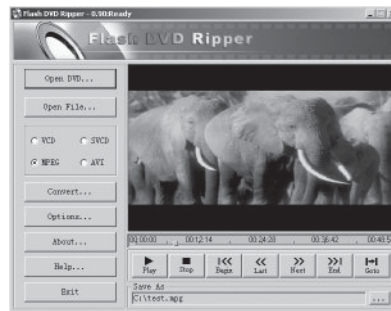 Flash DVD Ripper - 0.90:Ready
Flash DVD Ripper
Open DVD...
Open File...
VCD SVCD
MPEG AVI
Convert...
Options...
About...
Help...
Exit
00:00:00 00:12:14 00:24:28 00:36:42
Play Stop Begin Last Next End Goto
Save As
C:\test.mpg
...